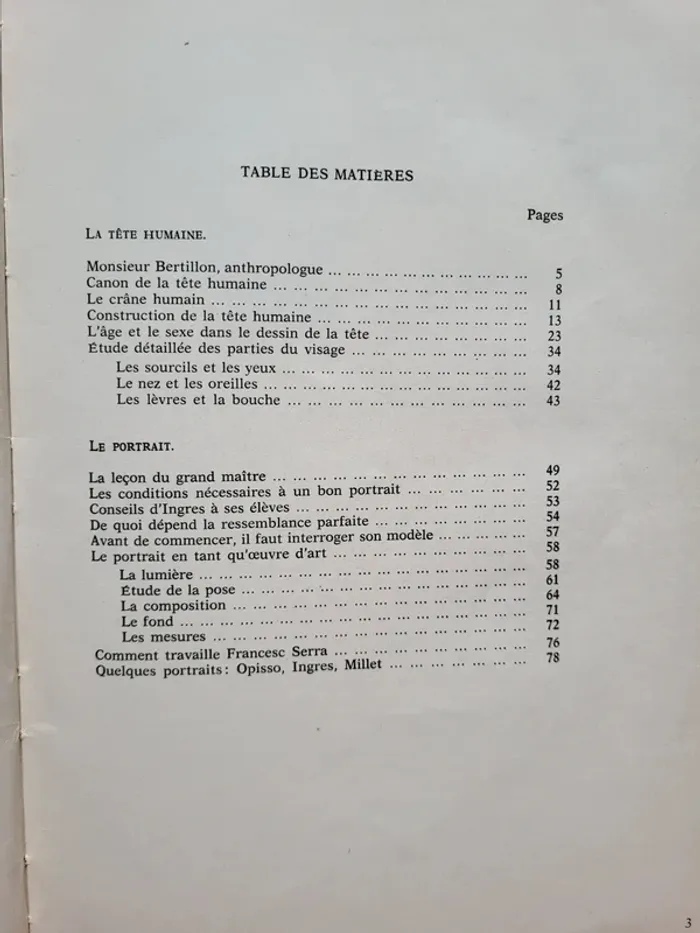 TABLE DES MATIÈRES
Pages
LA TÊTE HUMAINE.
Monsieur Bertillon, anthropologue ... ... ... ... ... ... ... ... ... 5
Canon de la tête humaine ... ... ... ... ... ... ... ... ... ... ... 8
Le crâne humain ... ... ... ... ... ... ... ... ... ... ... ... ... ... 11
Construction de la tête humaine ... ... ... ... ... ... ... ... ... 13
L'âge et le sexe dans le dessin de la tête ... ... ... ... ... ... ... 23
Étude détaillée des parties du visage ... ... ... ... ... ... ... ... 34
Les sourcils et les yeux ... ... ... ... ... ... ... ... ... ... ... 34
Le nez et les oreilles ... ... ... ... ... ... ... ... ... ... ... 42
Les lèvres et la bouche ... ... ... ... ... ... ... ... ... ... ... 43
LE PORTRAIT.
La leçon du grand maître ... ... ... ... ... ... ... ... ... ... ... 49
Les conditions nécessaires à un bon portrait ... ... ... ... ... ... 52
Conseils d'Ingres à ses élèves ... ... ... ... ... ... ... ... ... ... 53
De quoi dépend la ressemblance parfaite ... ... ... ... ... ... ... 54
Avant de commencer, il faut interroger son modèle ... ... ... ... 57
Le portrait en tant qu'œuvre d'art ... ... ... ... ... ... ... ... ... 58
La lumière ... ... ... ... ... ... ... ... ... ... ... ... ... ... 58
Étude de la pose ... ... ... ... ... ... ... ... ... ... ... ... 61
La composition ... ... ... ... ... ... ... ... ... ... ... ... ... 64
Le fond ... ... ... ... ... ... ... ... ... ... ... ... ... ... ... 71
Les mesures ... ... ... ... ... ... ... ... ... ... ... ... ... ... 72
Comment travaille Francesc Serra ... ... ... ... ... ... ... ... ... 76
Quelques portraits : Opisso, Ingres, Millet ... ... ... ... ... ... ... 78
3